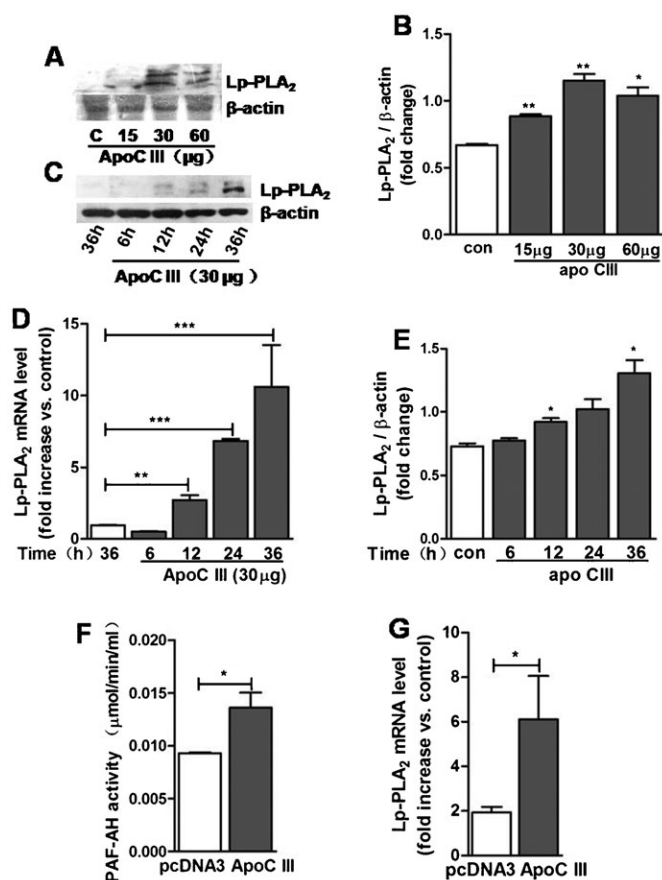 A
Lp-PLA₂
β-actin
C 15 30 60
ApoC III (μg)
B
Lp-PLA₂ / β-actin
(fold change)
1.5
1.0
0.5
0.0
** ** *
con 15μg 30μg 60μg
apo CIII
C
Lp-PLA₂
β-actin
36h 6h 12h 24h 36h
ApoC III (30μg)
D
Lp-PLA₂ mRNA level
(fold increase vs. control)
15
10
5
0
***
***
**
Time (h) 36 6 12 24 36
ApoC III (30μg)
E
Lp-PLA₂ / β-actin
(fold change)
1.5
1.0
0.5
0.0
* *
Time (h) con 6 12 24 36
apo CIII
F
PAF-AH activity (μmol/min/ml)
0.020
0.015
0.010
0.005
0.000
*
pcDNA3 ApoC III
G
Lp-PLA₂ mRNA level
(fold increase vs. control)
8
6
4
2
0
*
pcDNA3 ApoC III